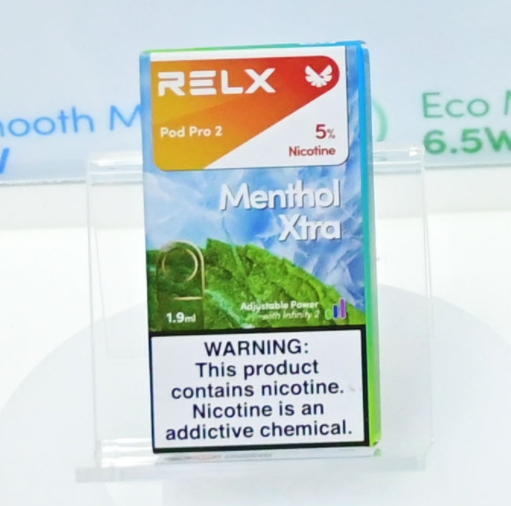 RELX
Pod Pro 2
5%
Nicotine
Menthol
Xtra
1.9ml
Adjustable Power
with Infinity 2
WARNING:
This product
contains nicotine.
Nicotine is an
addictive chemical.
ooth M
Eco
6.5W